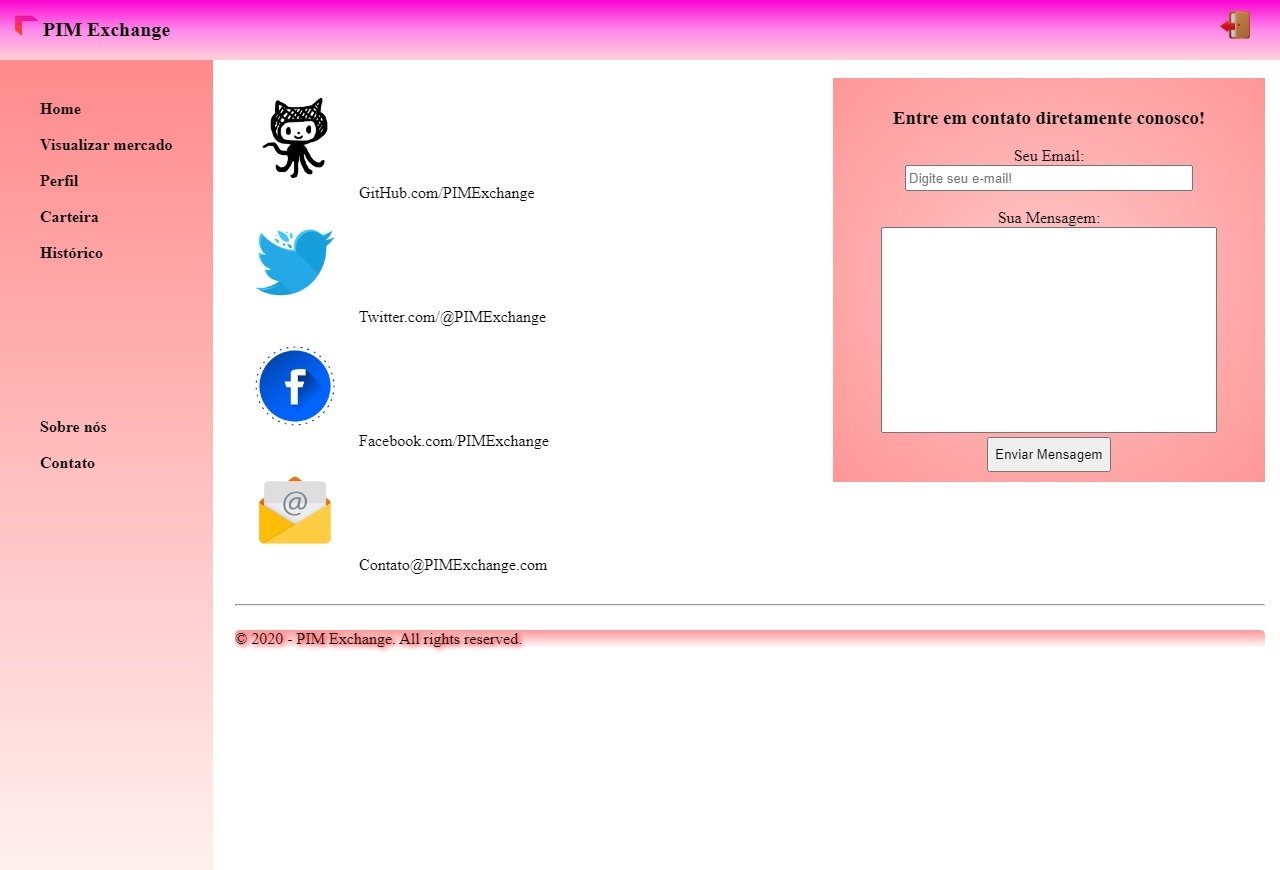 PIM Exchange
Home
Visualizar mercado
Perfil
Carteira
Histórico
Sobre nós
Contato
GitHub.com/PIMExchange
Twitter.com/@PIMExchange
Facebook.com/PIMExchange
@
Contato@PIMExchange.com
Entre em contato diretamente conosco!
Seu Email:
Digite seu e-mail!
Sua Mensagem:
Enviar Mensagem
© 2020 - PIM Exchange. All rights reserved.